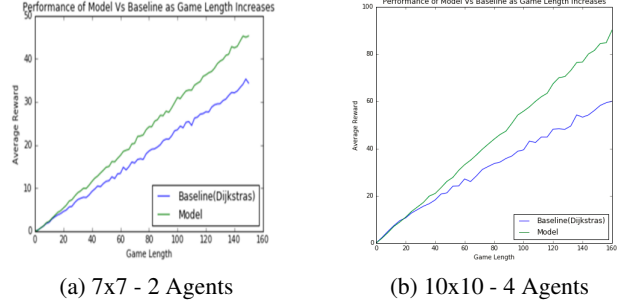 Performance of Model Vs Baseline as Game Length Increases
50
40
30
20
10
0
Average Reward
0 20 40 60 80 100 120 140 160
Game Length
Baseline(Dijkstras)
Model
(a) 7x7 - 2 Agents
Performance of Model Vs Baseline as Game Length Increases
100
80
60
40
20
0
Average Reward
0 20 40 60 80 100 120 140 160
Game Length
Baseline(Dijkstras)
Model
(b) 10x10 - 4 Agents